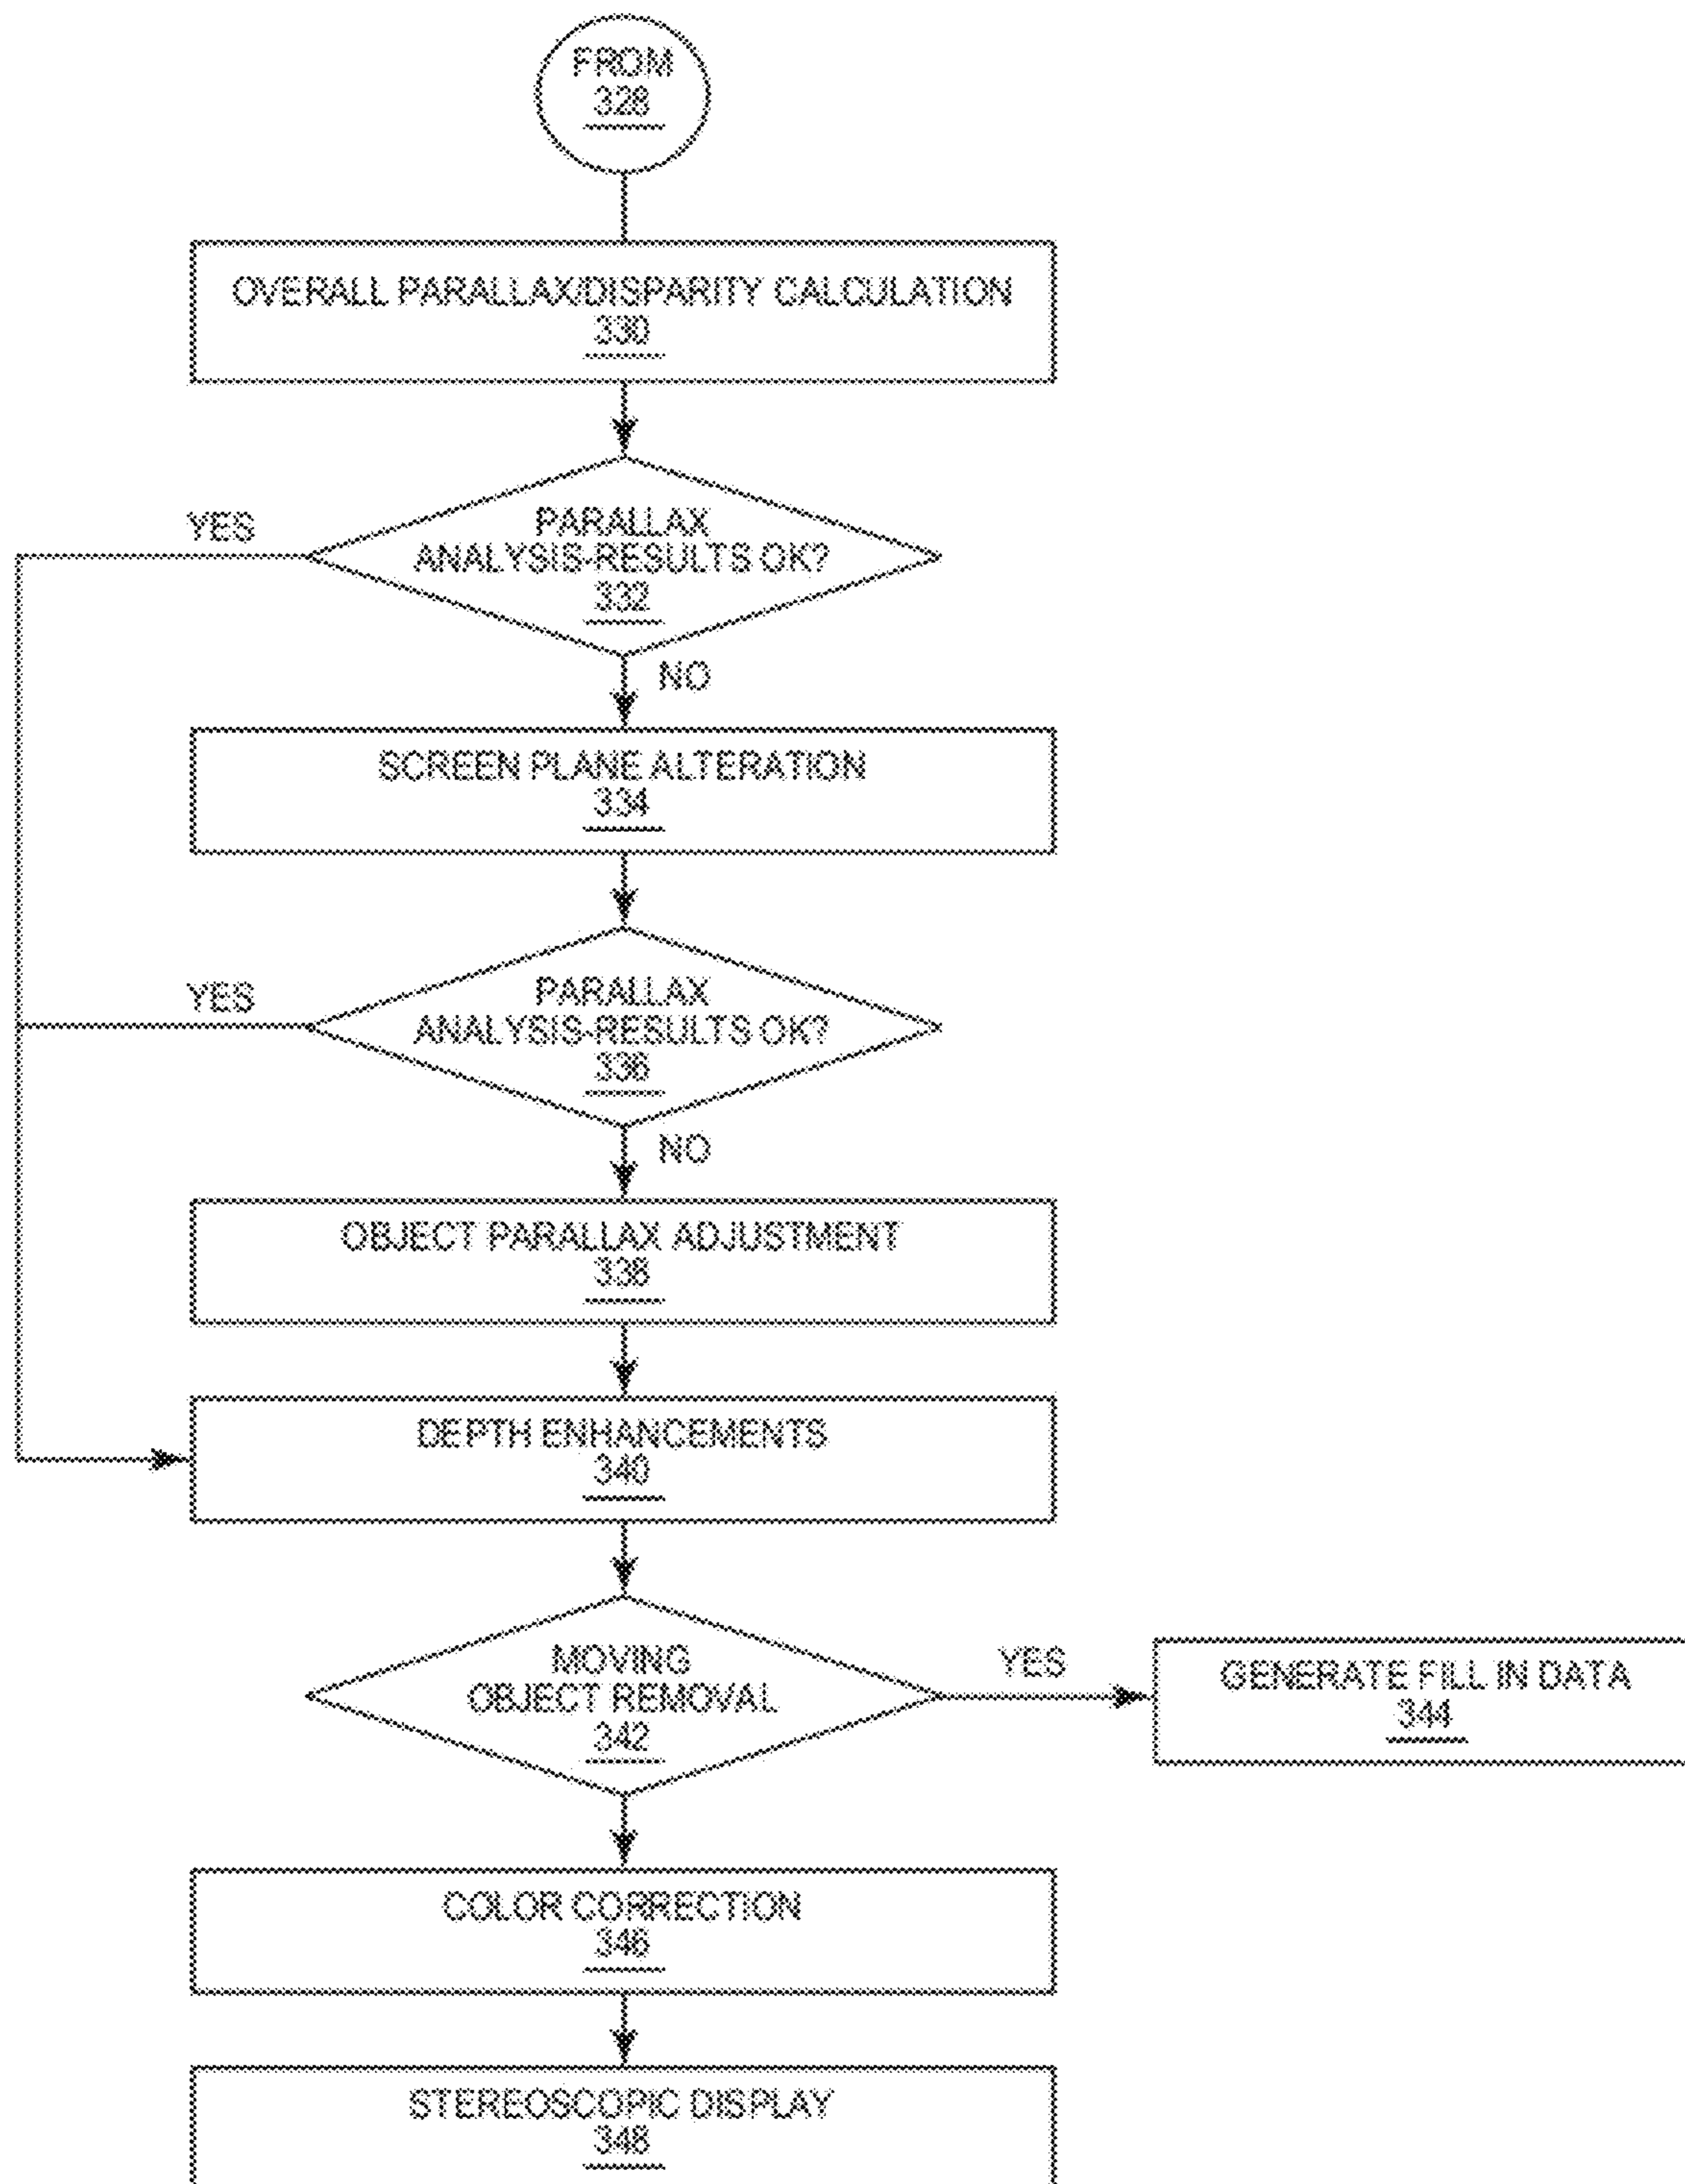 FROM
328
OVERALL PARALLAX/DISPARITY CALCULATION
330
YES
PARALLAX
ANALYSIS-RESULTS OK?
332
NO
SCREEN PLANE ALTERATION
334
YES
PARALLAX
ANALYSIS-RESULTS OK?
336
NO
OBJECT PARALLAX ADJUSTMENT
338
DEPTH ENHANCEMENTS
340
MOVING
OBJECT REMOVAL
342
YES
GENERATE FILL IN DATA
344
COLOR CORRECTION
346
STEREOSCOPIC DISPLAY
348